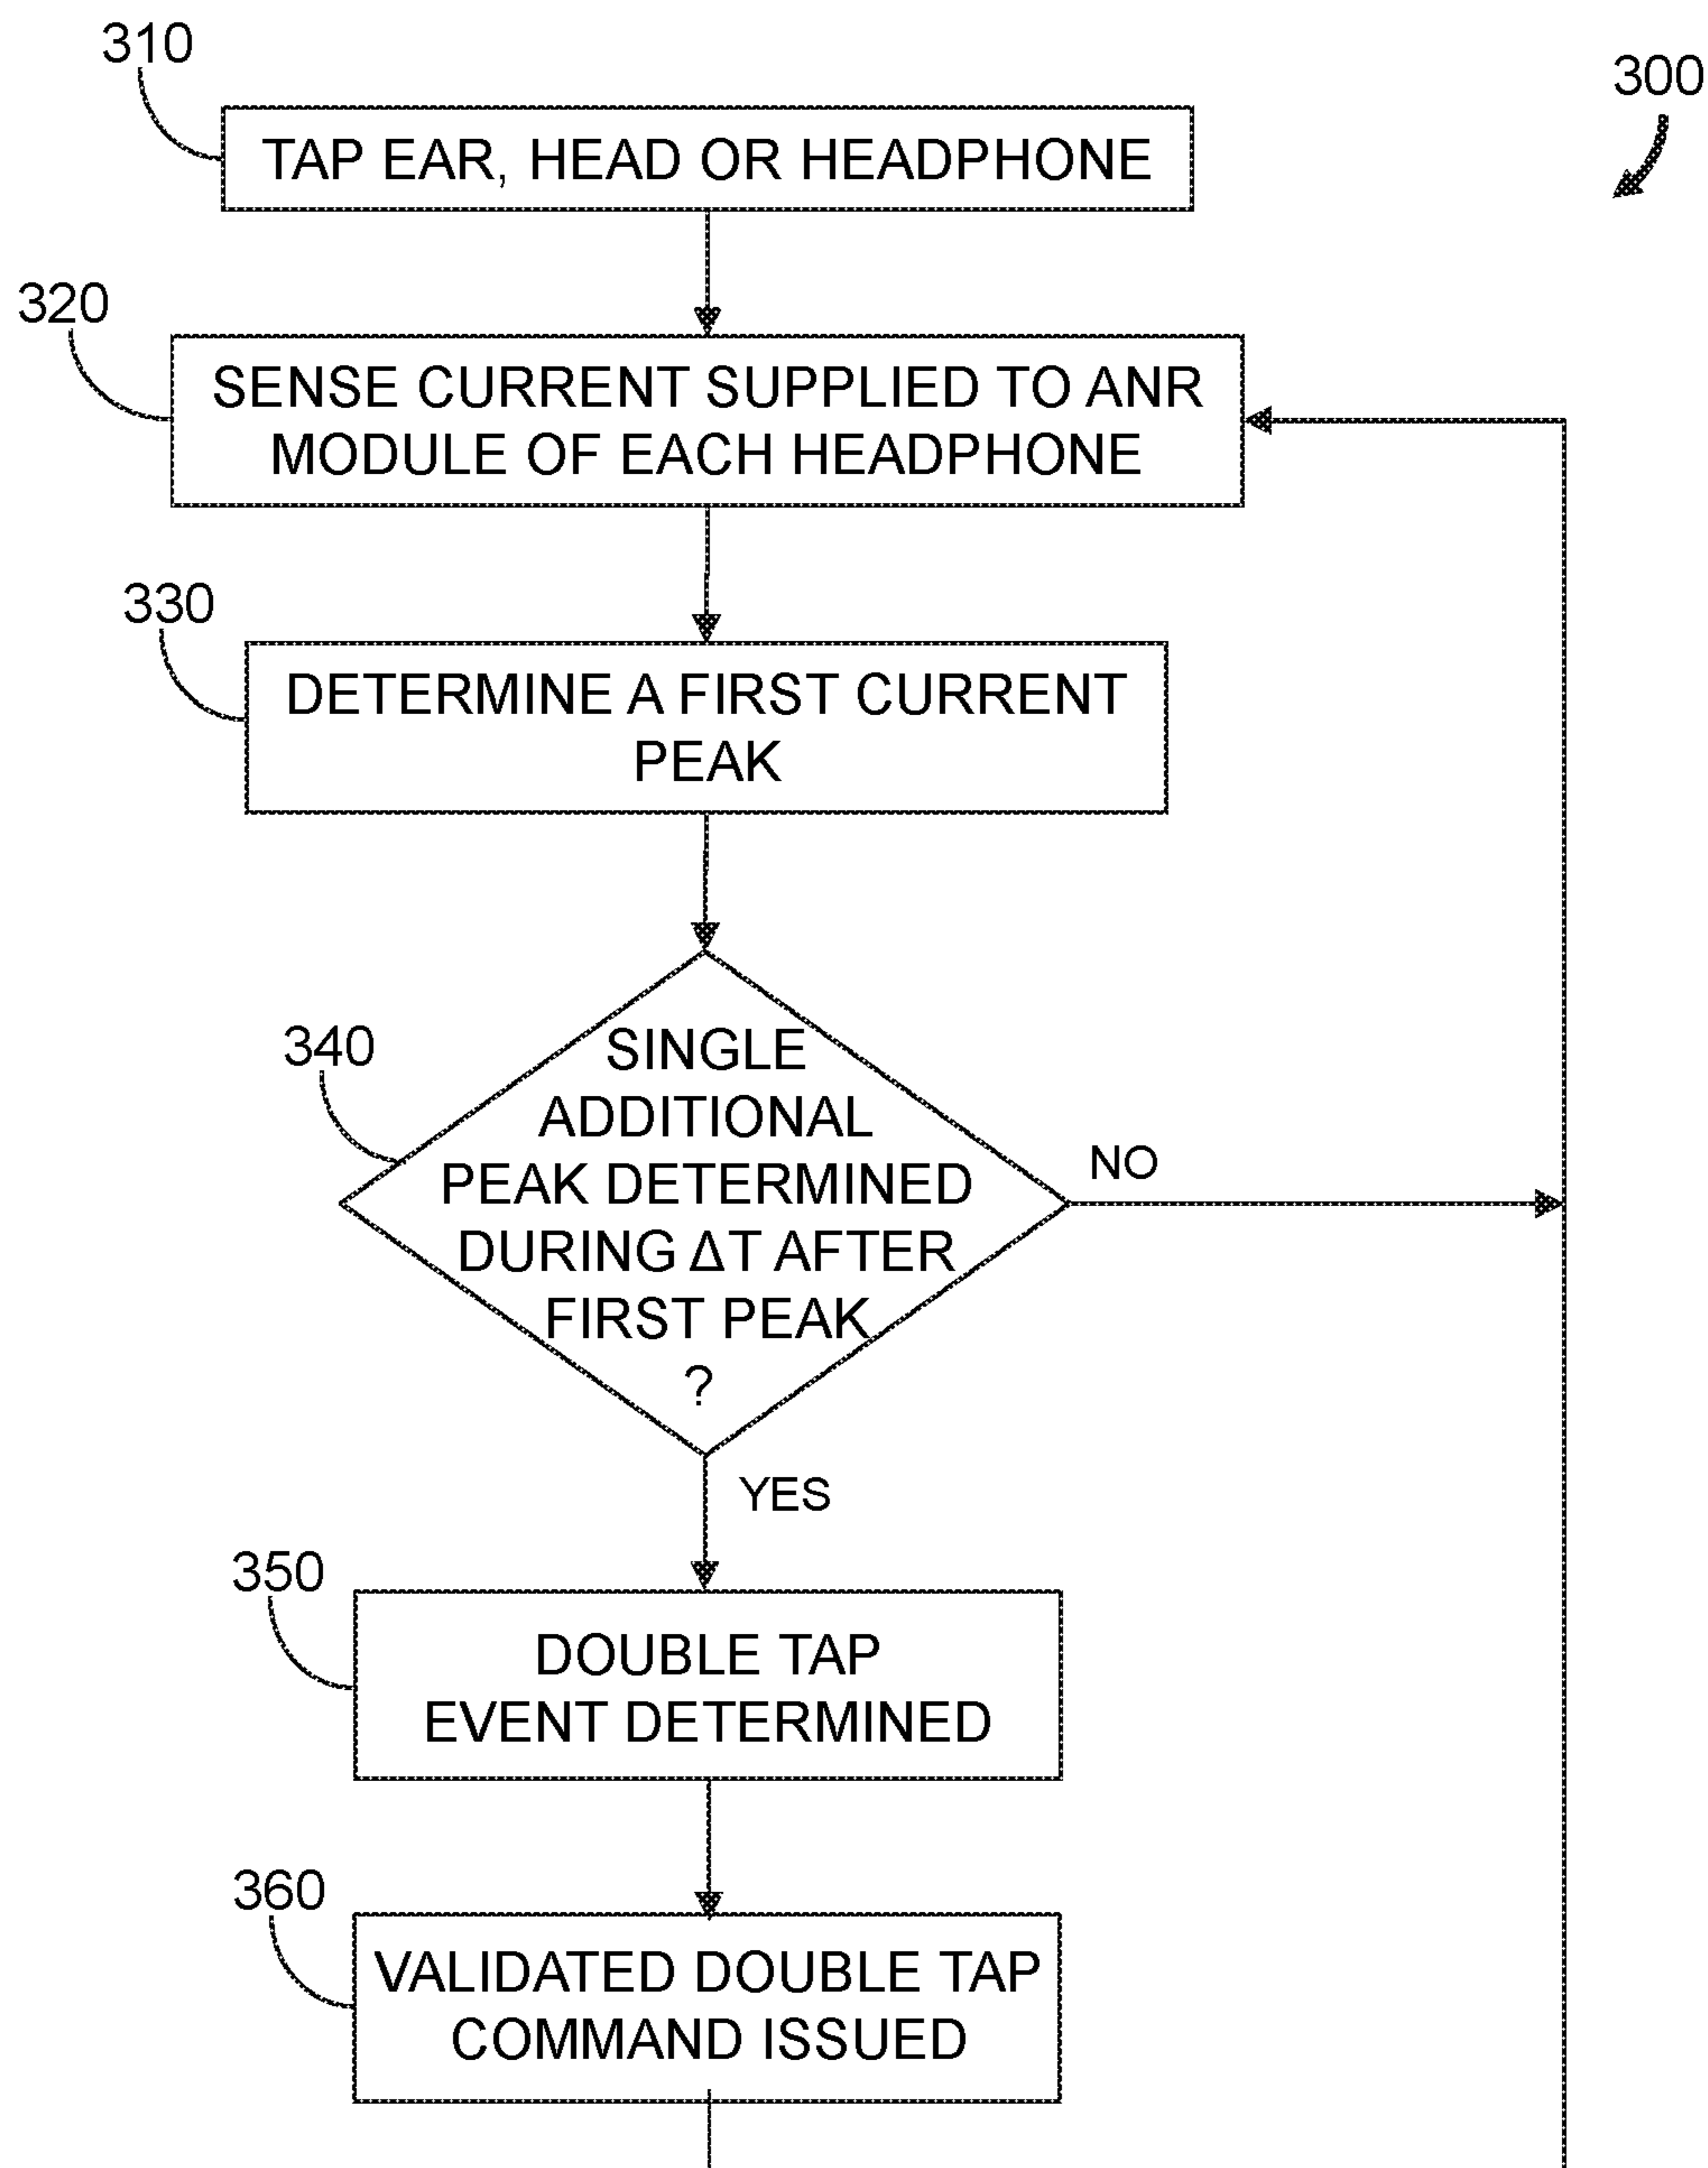 310
300
TAP EAR, HEAD OR HEADPHONE
320
SENSE CURRENT SUPPLIED TO ANR
MODULE OF EACH HEADPHONE
330
DETERMINE A FIRST CURRENT
PEAK
340
SINGLE
ADDITIONAL
PEAK DETERMINED
DURING ΔT AFTER
FIRST PEAK
?
NO
YES
350
DOUBLE TAP
EVENT DETERMINED
360
VALIDATED DOUBLE TAP
COMMAND ISSUED